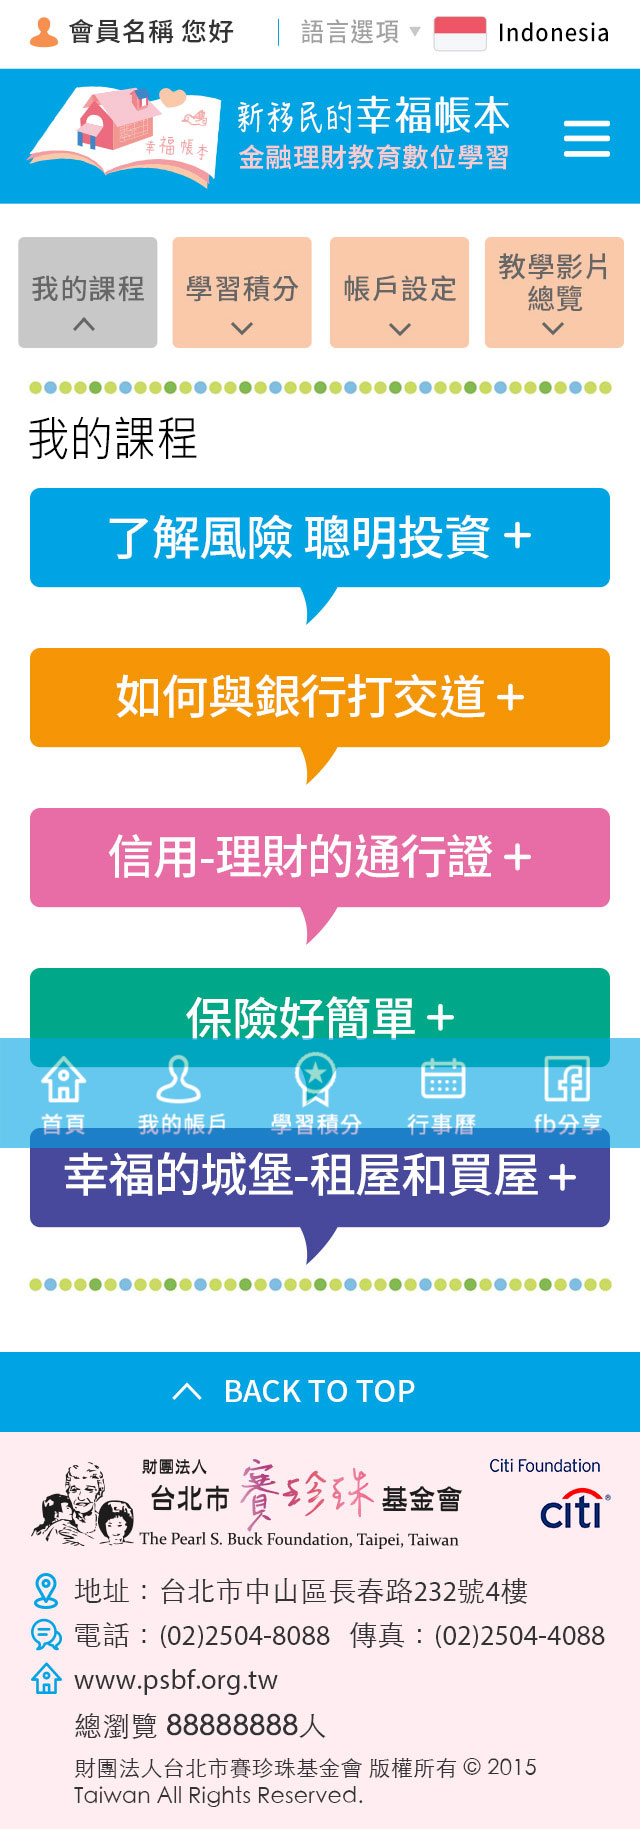 會員名稱 您好
語言選項
Indonesia
幸福帳本
新移民的幸福帳本
金融理財教育數位學習
我的課程
學習積分
帳戶設定
教學影片
總覽
我的課程
了解風險 聰明投資+
如何與銀行打交道+
信用-理財的通行證+
保險好簡單+
首頁
我的帳戶
學習積分
行事曆
fb分享
幸福的城堡-租屋和買屋+
BACK TO TOP
財團法人
台北市賽珍珠基金會
The Pearl S. Buck Foundation, Taipei, Taiwan
Citi Foundation
citi®
地址：台北市中山區長春路232號4樓
電話：(02)2504-8088 傳真：(02)2504-4088
www.psbf.org.tw
總瀏覽 88888888人
財團法人台北市賽珍珠基金會 版權所有 © 2015
Taiwan All Rights Reserved.